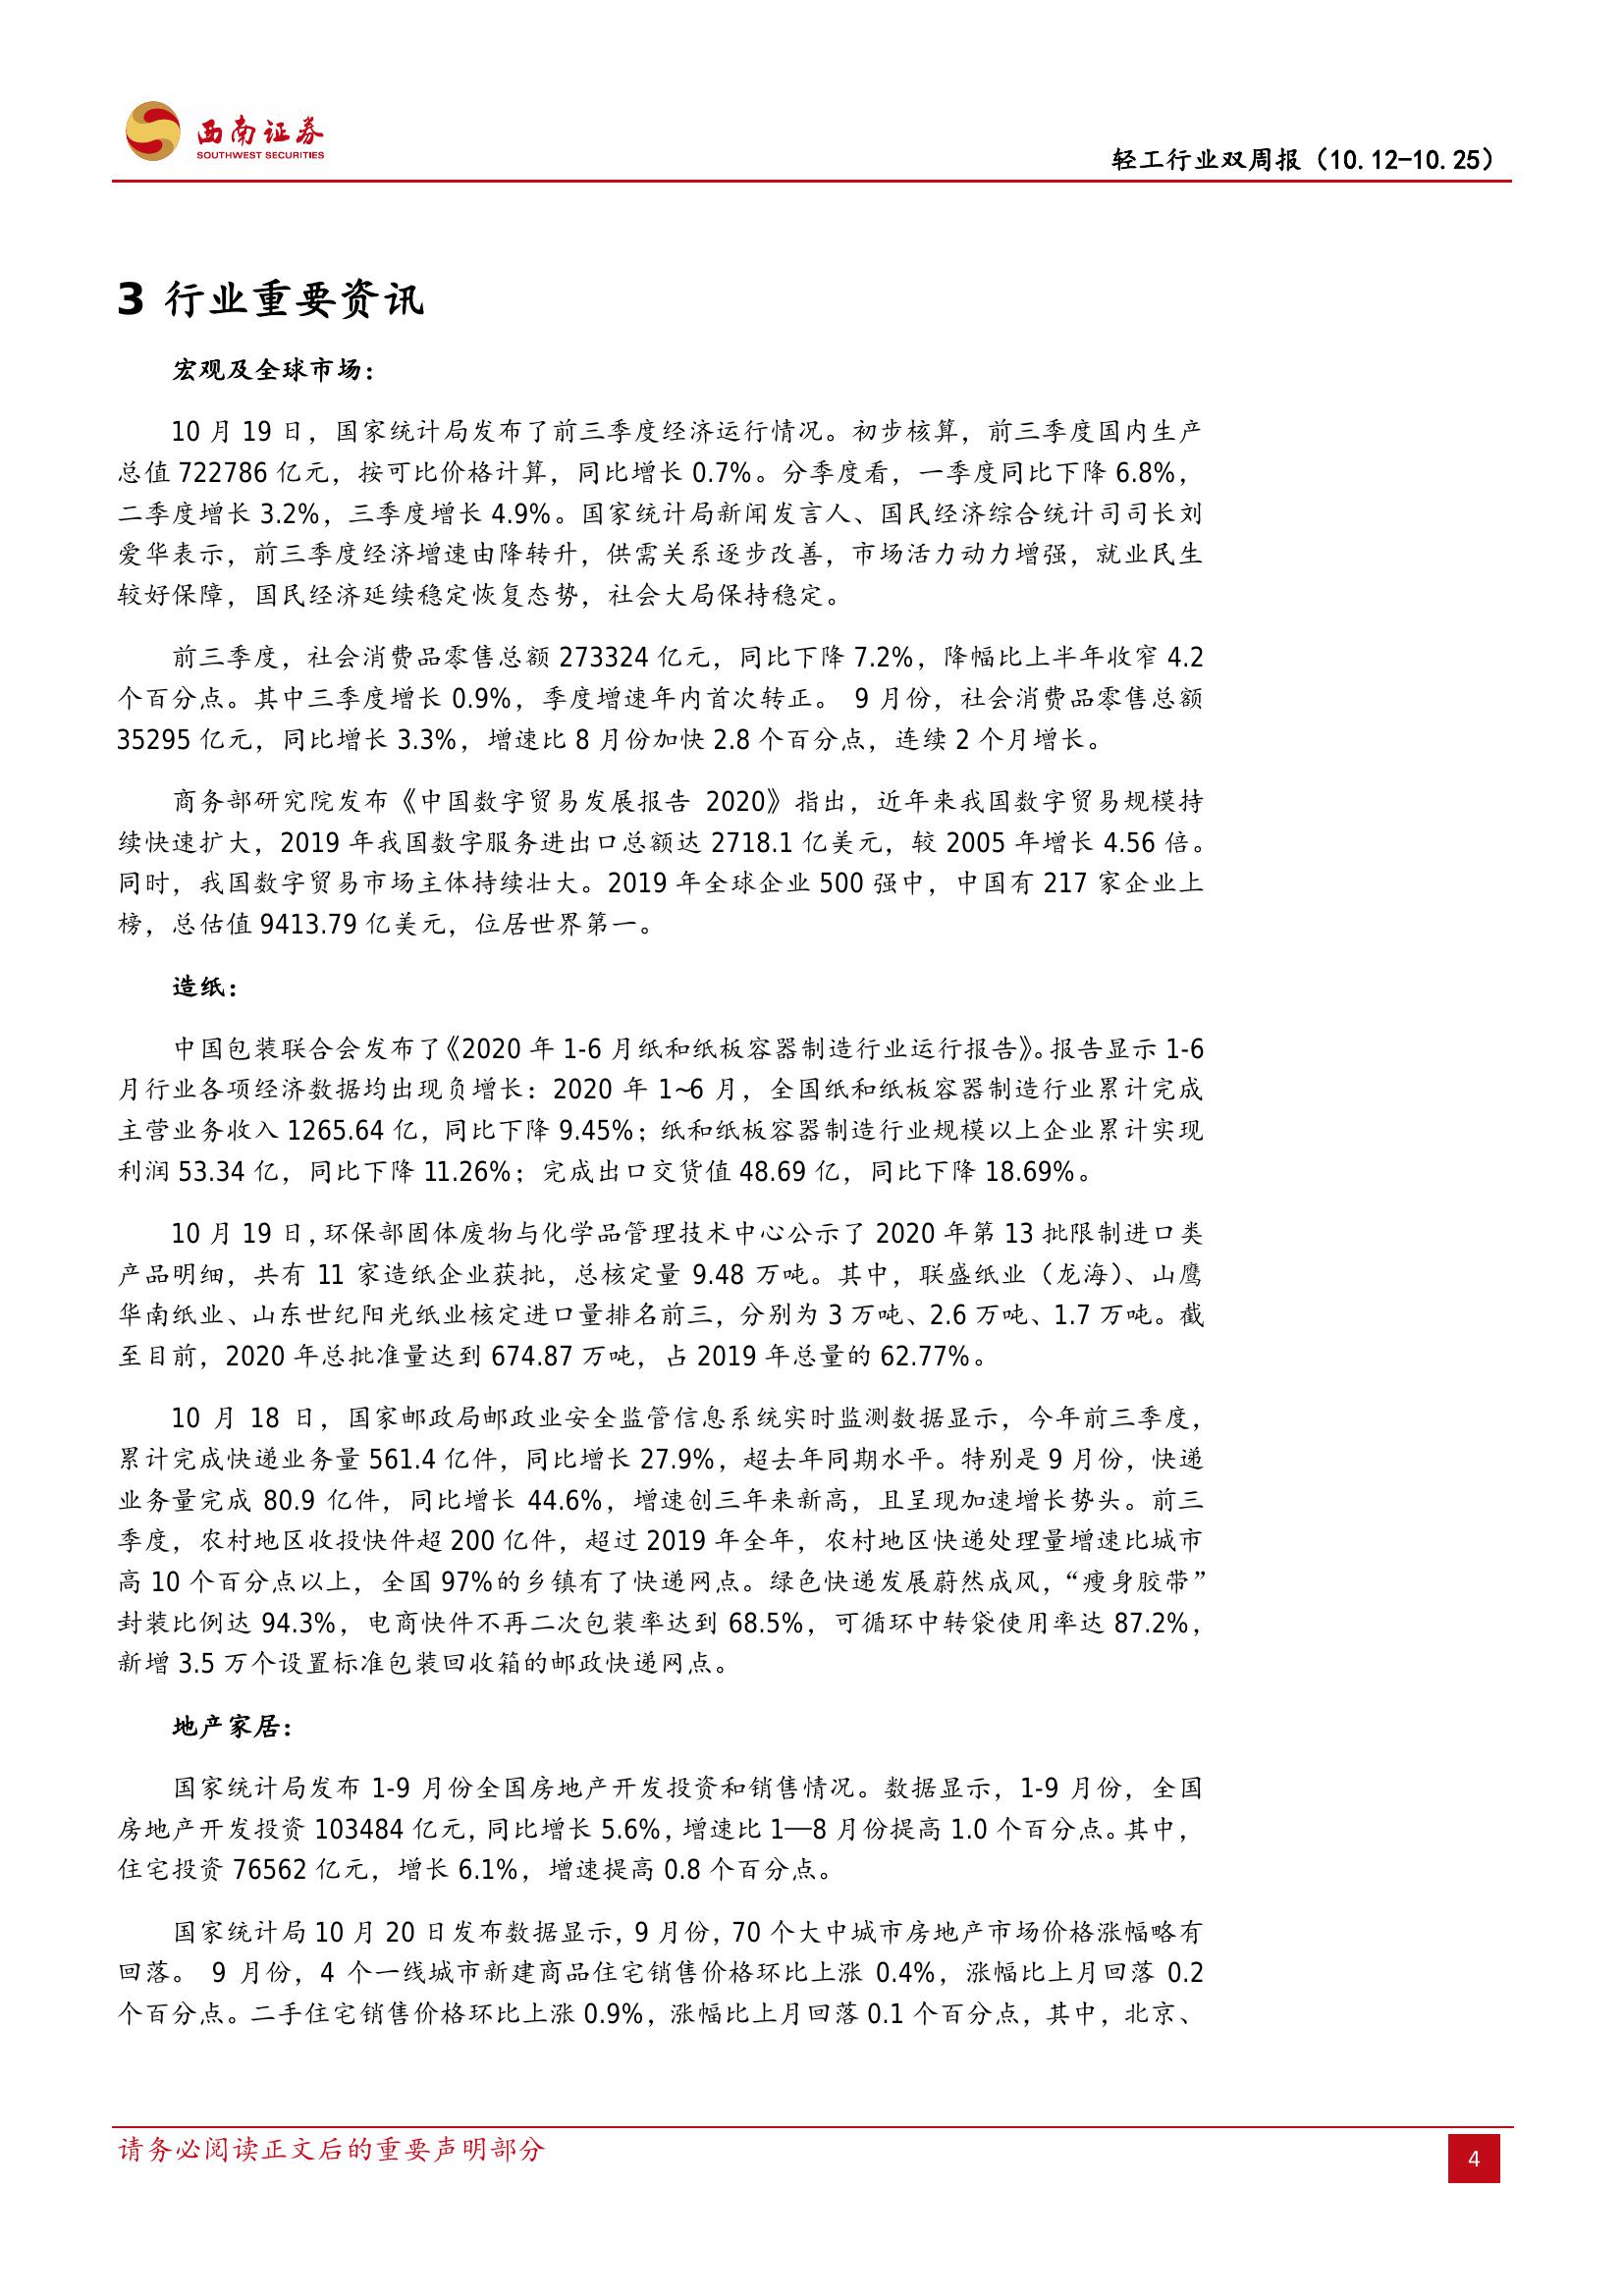 西南证券
SOUTHWEST SECURITIES
轻工行业双周报（10.12-10.25）
3 行业重要资讯
宏观及全球市场：
10 月 19 日，国家统计局发布了前三季度经济运行情况。初步核算，前三季度国内生产
总值 722786 亿元，按可比价格计算，同比增长 0.7%。分季度看，一季度同比下降 6.8%，
二季度增长 3.2%，三季度增长 4.9%。国家统计局新闻发言人、国民经济综合统计司司长刘
爱华表示，前三季度经济增速由降转升，供需关系逐步改善，市场活力动力增强，就业民生
较好保障，国民经济延续稳定恢复态势，社会大局保持稳定。
前三季度，社会消费品零售总额 273324 亿元，同比下降 7.2%，降幅比上半年收窄 4.2
个百分点。其中三季度增长 0.9%，季度增速年内首次转正。 9 月份，社会消费品零售总额
35295 亿元，同比增长 3.3%，增速比 8 月份加快 2.8 个百分点，连续 2 个月增长。
商务部研究院发布《中国数字贸易发展报告 2020》指出，近年来我国数字贸易规模持
续快速扩大，2019 年我国数字服务进出口总额达 2718.1 亿美元，较 2005 年增长 4.56 倍。
同时，我国数字贸易市场主体持续壮大。2019 年全球企业 500 强中，中国有 217 家企业上
榜，总估值 9413.79 亿美元，位居世界第一。
造纸：
中国包装联合会发布了《2020 年 1-6 月纸和纸板容器制造行业运行报告》。报告显示 1-6
月行业各项经济数据均出现负增长：2020 年 1~6 月，全国纸和纸板容器制造行业累计完成
主营业务收入 1265.64 亿，同比下降 9.45%；纸和纸板容器制造行业规模以上企业累计实现
利润 53.34 亿，同比下降 11.26%；完成出口交货值 48.69 亿，同比下降 18.69%。
10 月 19 日，环保部固体废物与化学品管理技术中心公示了 2020 年第 13 批限制进口类
产品明细，共有 11 家造纸企业获批，总核定量 9.48 万吨。其中，联盛纸业（龙海）、山鹰
华南纸业、山东世纪阳光纸业核定进口量排名前三，分别为 3 万吨、2.6 万吨、1.7 万吨。截
至目前，2020 年总批准量达到 674.87 万吨，占 2019 年总量的 62.77%。
10 月 18 日，国家邮政局邮政业安全监管信息系统实时监测数据显示，今年前三季度，
累计完成快递业务量 561.4 亿件，同比增长 27.9%，超去年同期水平。特别是 9 月份，快递
业务量完成 80.9 亿件，同比增长 44.6%，增速创三年来新高，且呈现加速增长势头。前三
季度，农村地区收投快件超 200 亿件，超过 2019 年全年，农村地区快递处理量增速比城市
高 10 个百分点以上，全国 97%的乡镇有了快递网点。绿色快递发展蔚然成风，“瘦身胶带”
封装比例达 94.3%，电商快件不再二次包装率达到 68.5%，可循环中转袋使用率达 87.2%，
新增 3.5 万个设置标准包装回收箱的邮政快递网点。
地产家居：
国家统计局发布 1-9 月份全国房地产开发投资和销售情况。数据显示，1-9 月份，全国
房地产开发投资 103484 亿元，同比增长 5.6%，增速比 1—8 月份提高 1.0 个百分点。其中，
住宅投资 76562 亿元，增长 6.1%，增速提高 0.8 个百分点。
国家统计局 10 月 20 日发布数据显示，9 月份，70 个大中城市房地产市场价格涨幅略有
回落。 9 月份，4 个一线城市新建商品住宅销售价格环比上涨 0.4%，涨幅比上月回落 0.2
个百分点。二手住宅销售价格环比上涨 0.9%，涨幅比上月回落 0.1 个百分点，其中，北京、
请务必阅读正文后的重要声明部分
4